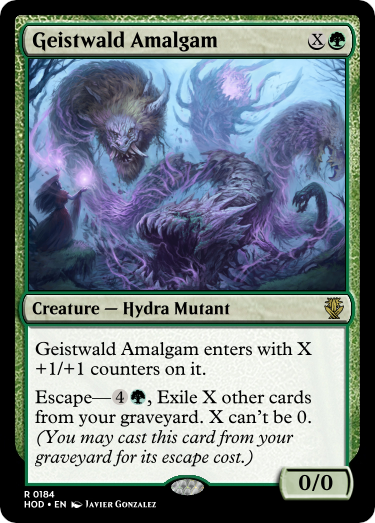 Geistwald Amalgam X
Creature — Hydra Mutant
Geistwald Amalgam enters with X
+1/+1 counters on it.
Escape—4, Exile X other cards
from your graveyard. X can't be 0.
(You may cast this card from your
graveyard for its escape cost.)
0/0
R 0184
HOD • EN Javier Gonzalez